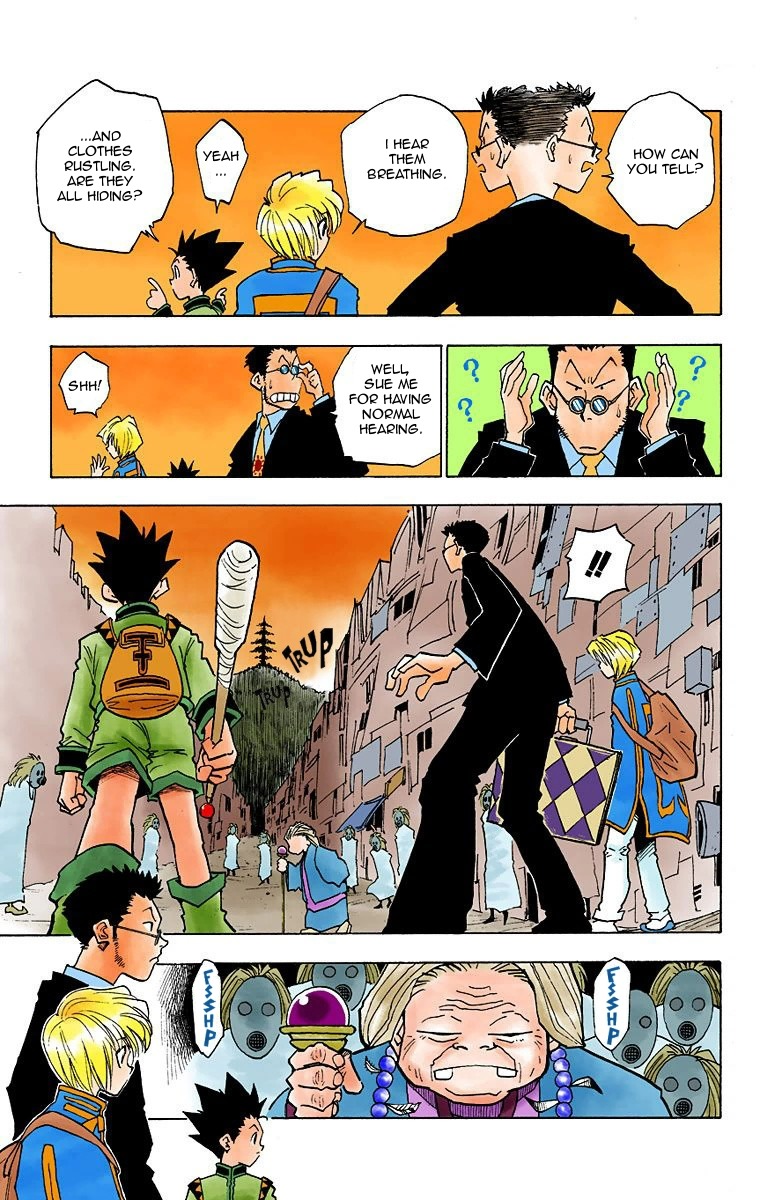 HOW CAN
YOU TELL?
I HEAR
THEM
BREATHING.
YEAH
...
...AND
CLOTHES
RUSTLING.
ARE THEY
ALL HIDING?
?
?
?
?
WELL,
SUE ME
FOR HAVING
NORMAL
HEARING.
SHH!
!!
TRUP
TRUP
FSSHP
FSSHP